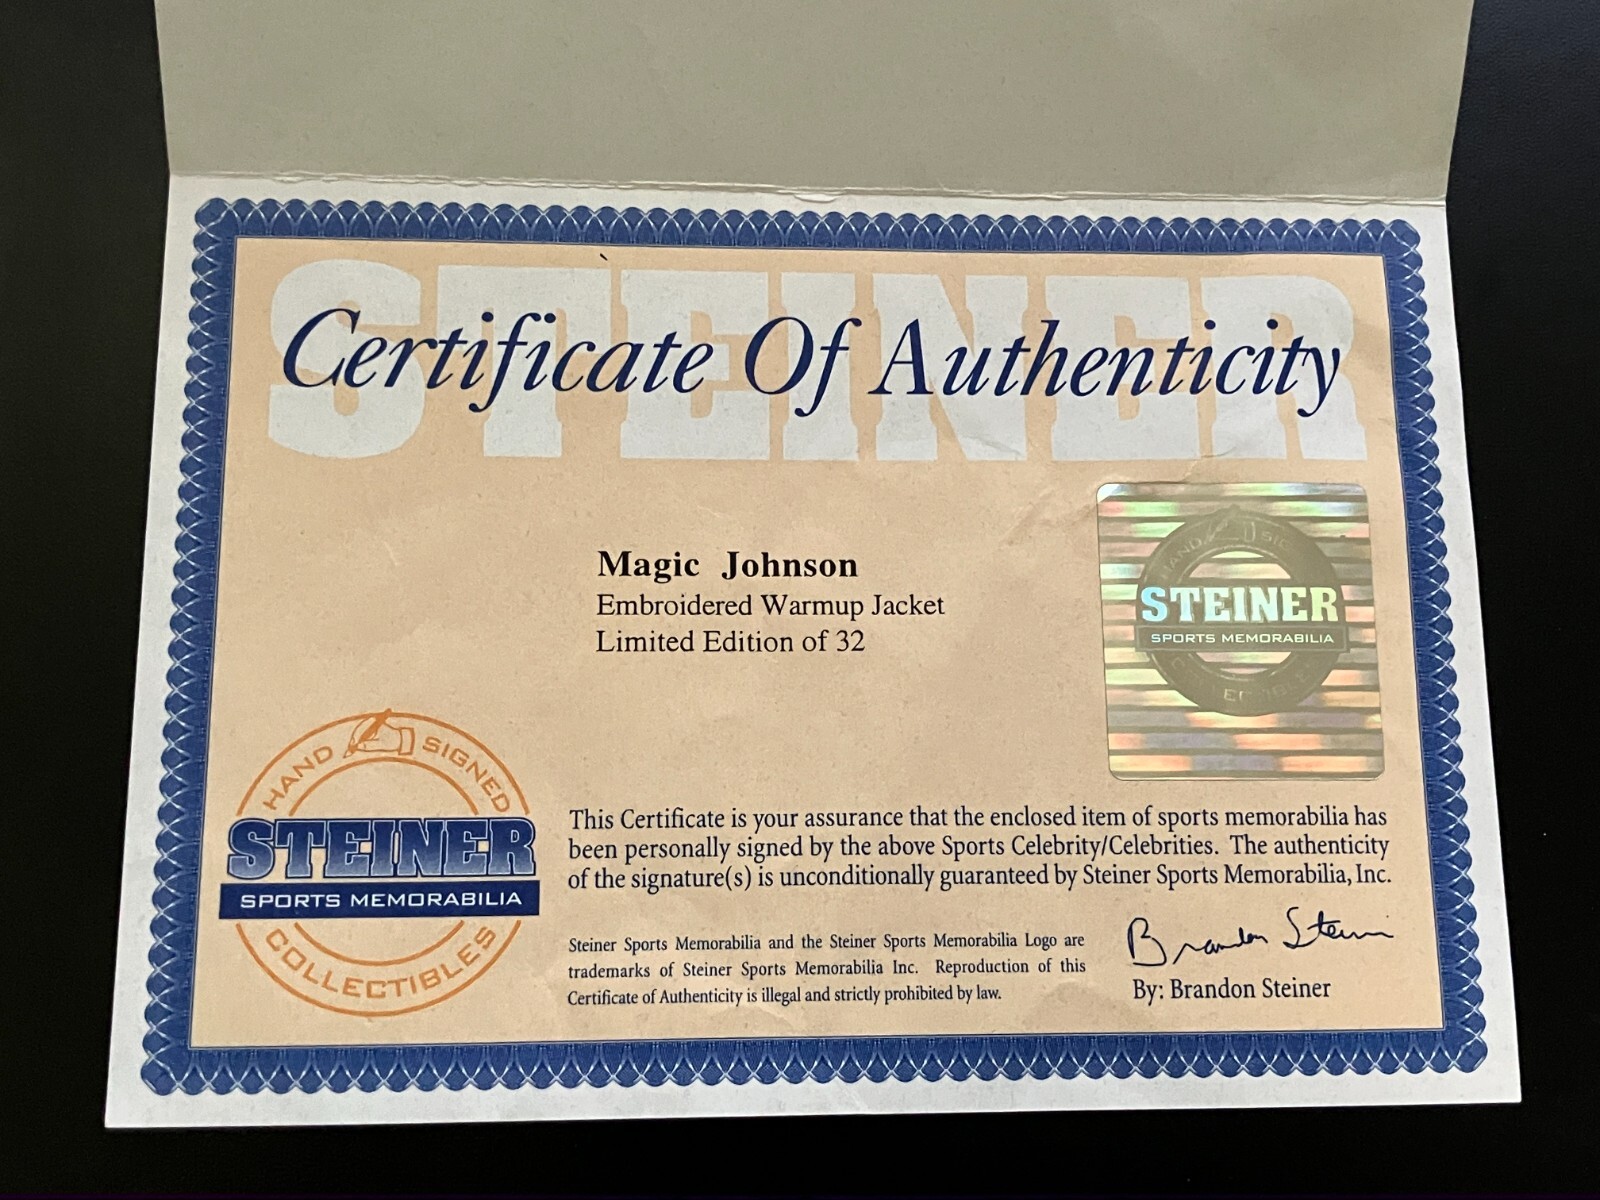 STEINER
Certificate Of Authenticity
Magic Johnson
Embroidered Warmup Jacket
Limited Edition of 32
HAND SIGNED
STEINER
SPORTS MEMORABILIA
COLLECTIBLES
HAND SIG
STEINER
SPORTS MEMORABILIA
This Certificate is your assurance that the enclosed item of sports memorabilia has
been personally signed by the above Sports Celebrity/Celebrities. The authenticity
of the signature(s) is unconditionally guaranteed by Steiner Sports Memorabilia, Inc.
Steiner Sports Memorabilia and the Steiner Sports Memorabilia Logo are
trademarks of Steiner Sports Memorabilia Inc. Reproduction of this
Certificate of Authenticity is illegal and strictly prohibited by law.
Brandon Steiner
By: Brandon Steiner